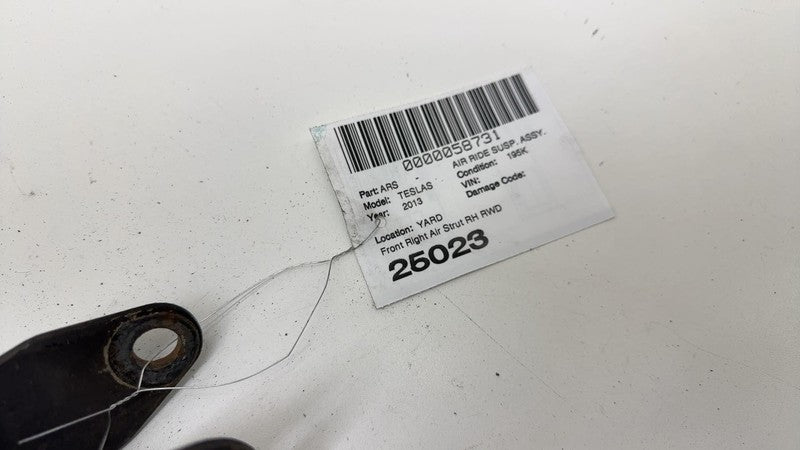 0000058731
Part: ARS - AIR RIDE SUSP. ASSY.
Model: TESLAS Condition: 195K
Year: 2013 VIN:
Damage Code:
Location: YARD
Front Right Air Strut RH RWD
25023